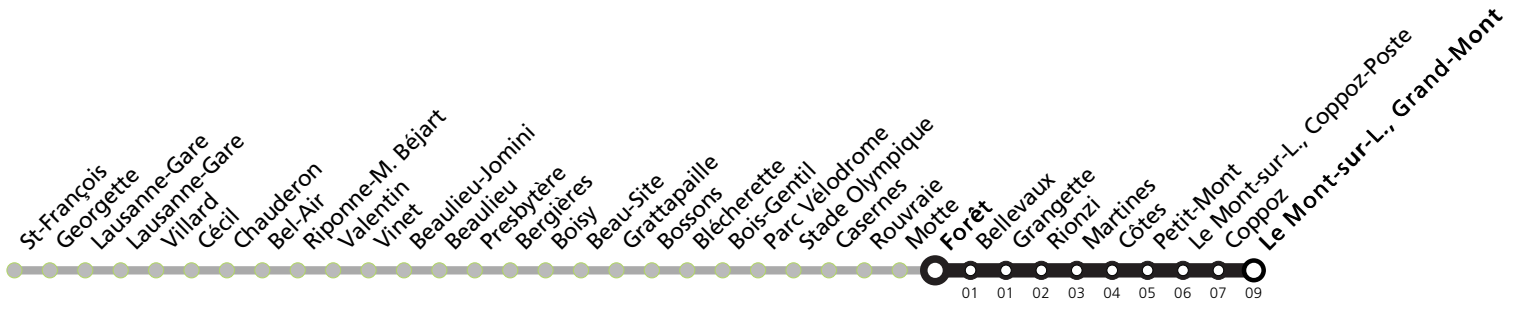 St-François
Georgette
Lausanne-Gare
Lausanne-Gare
Villard
Cécil
Chauderon
Bel-Air
Riponne-M. Béjart
Valentin
Vinet
Beaulieu-Jomini
Beaulieu
Presbytère
Bergières
Boisy
Beau-Site
Grattapaille
Bossons
Blécherette
Bois-Gentil
Parc Vélodrome
Stade Olympique
Casernes
Rouvraie
Motte
Forêt
Bellevaux
Grangette
Rionzi
Martines
Côtes
Petit-Mont
Le Mont-sur-L., Coppoz-Poste
Coppoz
Le Mont-sur-L., Grand-Mont
01 01 02 03 04 05 06 07 09